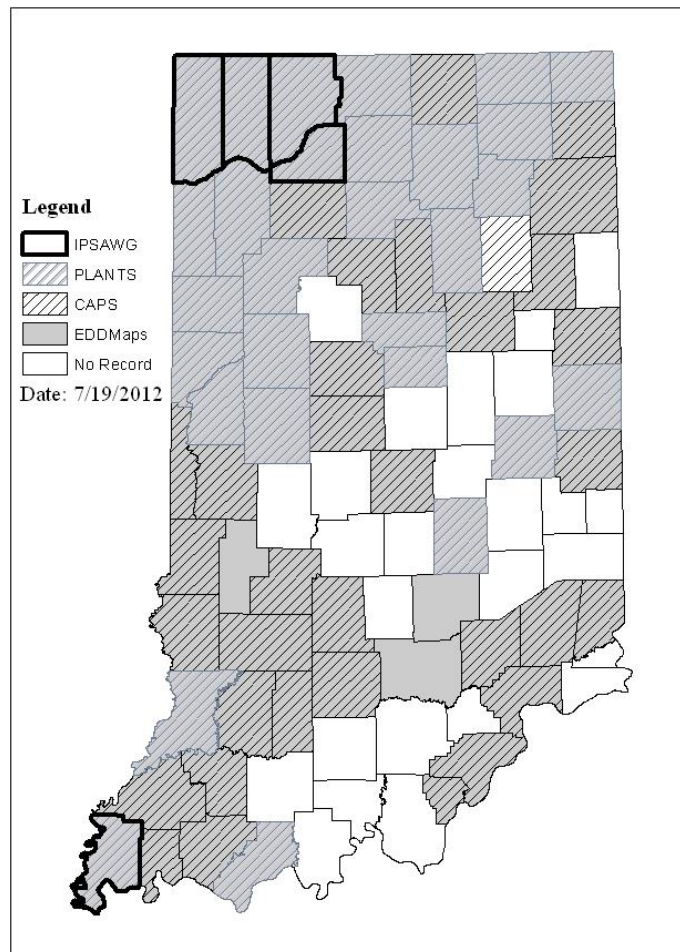 Legend
IPSAWG
PLANTS
CAPS
EDDMaps
No Record
Date: 7/19/2012